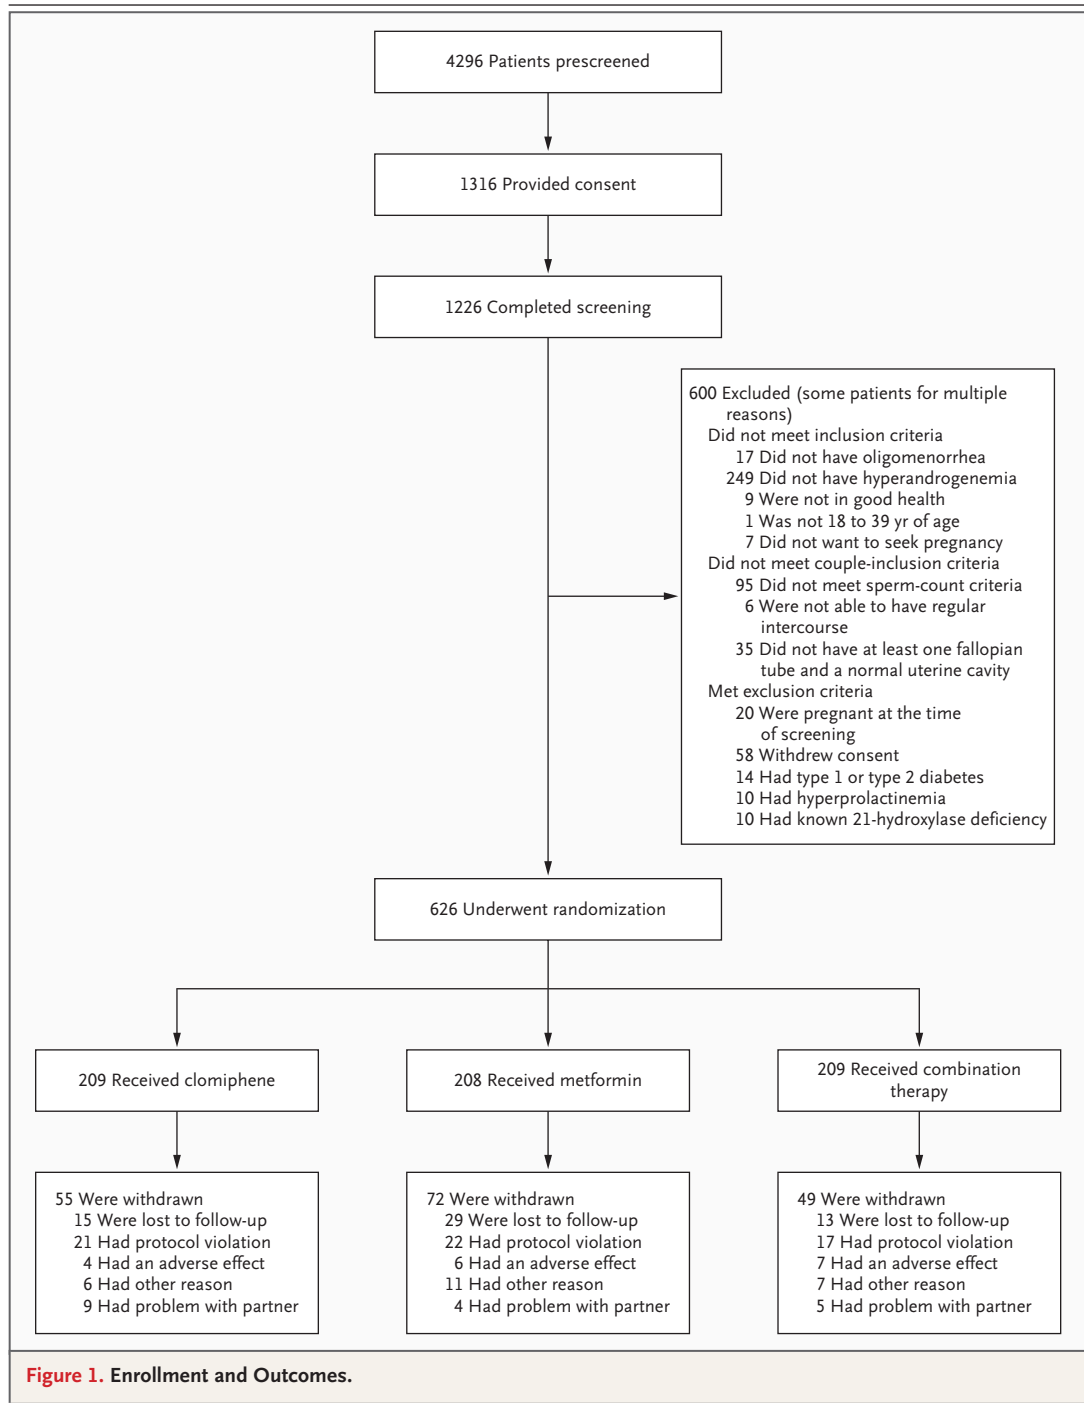 4296 Patients prescreened
1316 Provided consent
1226 Completed screening
600 Excluded (some patients for multiple
reasons)
Did not meet inclusion criteria
17 Did not have oligomenorrhea
249 Did not have hyperandrogenemia
9 Were not in good health
1 Was not 18 to 39 yr of age
7 Did not want to seek pregnancy
Did not meet couple-inclusion criteria
95 Did not meet sperm-count criteria
6 Were not able to have regular
intercourse
35 Did not have at least one fallopian
tube and a normal uterine cavity
Met exclusion criteria
20 Were pregnant at the time
of screening
58 Withdrew consent
14 Had type 1 or type 2 diabetes
10 Had hyperprolactinemia
10 Had known 21-hydroxylase deficiency
626 Underwent randomization
209 Received clomiphene
208 Received metformin
209 Received combination
therapy
55 Were withdrawn
15 Were lost to follow-up
21 Had protocol violation
4 Had an adverse effect
6 Had other reason
9 Had problem with partner
72 Were withdrawn
29 Were lost to follow-up
22 Had protocol violation
6 Had an adverse effect
11 Had other reason
4 Had problem with partner
49 Were withdrawn
13 Were lost to follow-up
17 Had protocol violation
7 Had an adverse effect
7 Had other reason
5 Had problem with partner
Figure 1. Enrollment and Outcomes.